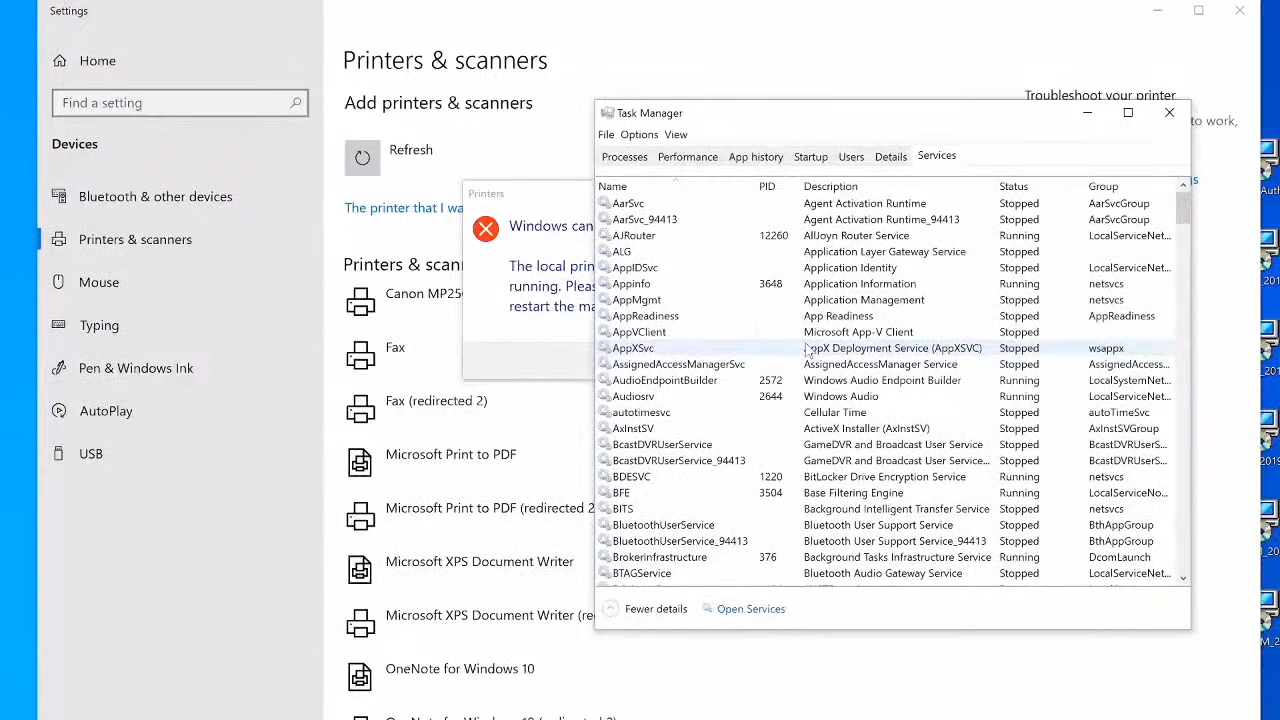 Settings
Home
Find a setting
Devices
Bluetooth & other devices
Printers & scanners
Mouse
Typing
Pen & Windows Ink
AutoPlay
USB
Printers & scanners
Add printers & scanners
Refresh
The printer that I wa
Printers & scan
Canon MP25
Fax
Fax (redirected 2)
Microsoft Print to PDF
Microsoft Print to PDF (redirected 2
Microsoft XPS Document Writer
Microsoft XPS Document Writer (re
OneNote for Windows 10
Troubleshoot your printer
to work,
Printers
Windows can
The local prin
running. Pleas
restart the ma
Task Manager
File Options View
Processes Performance App history Startup Users Details Services
Name PID Description Status Group
AarSvc Agent Activation Runtime Stopped AarSvcGroup
AarSvc_94413 Agent Activation Runtime_94413 Stopped AarSvcGroup
AJRouter 12260 AllJoyn Router Service Running LocalServiceNet...
ALG Application Layer Gateway Service Stopped
AppIDSvc Application Identity Stopped LocalServiceNet...
Appinfo 3648 Application Information Running netsvcs
AppMgmt Application Management Stopped netsvcs
AppReadiness App Readiness Stopped AppReadiness
AppVClient Microsoft App-V Client Stopped
AppXSvc AppX Deployment Service (AppXSVC) Stopped wsappx
AssignedAccessManagerSvc AssignedAccessManager Service Stopped AssignedAccess...
AudioEndpointBuilder 2572 Windows Audio Endpoint Builder Running LocalSystemNet...
Audiosrv 2644 Windows Audio Running LocalServiceNet...
autotimesvc Cellular Time Stopped autoTimeSvc
AxInstSV ActiveX Installer (AxInstSV) Stopped AxInstSVGroup
BcastDVRUserService GameDVR and Broadcast User Service Stopped BcastDVRUserS...
BcastDVRUserService_94413 GameDVR and Broadcast User Service... Stopped BcastDVRUserS...
BDESVC 1220 BitLocker Drive Encryption Service Running netsvcs
BFE 3504 Base Filtering Engine Running LocalServiceNo...
BITS Background Intelligent Transfer Service Stopped netsvcs
BluetoothUserService Bluetooth User Support Service Stopped BthAppGroup
BluetoothUserService_94413 Bluetooth User Support Service_94413 Stopped BthAppGroup
BrokerInfrastructure 376 Background Tasks Infrastructure Service Running DcomLaunch
BTAGService Bluetooth Audio Gateway Service Stopped LocalServiceNet...
Fewer details Open Services